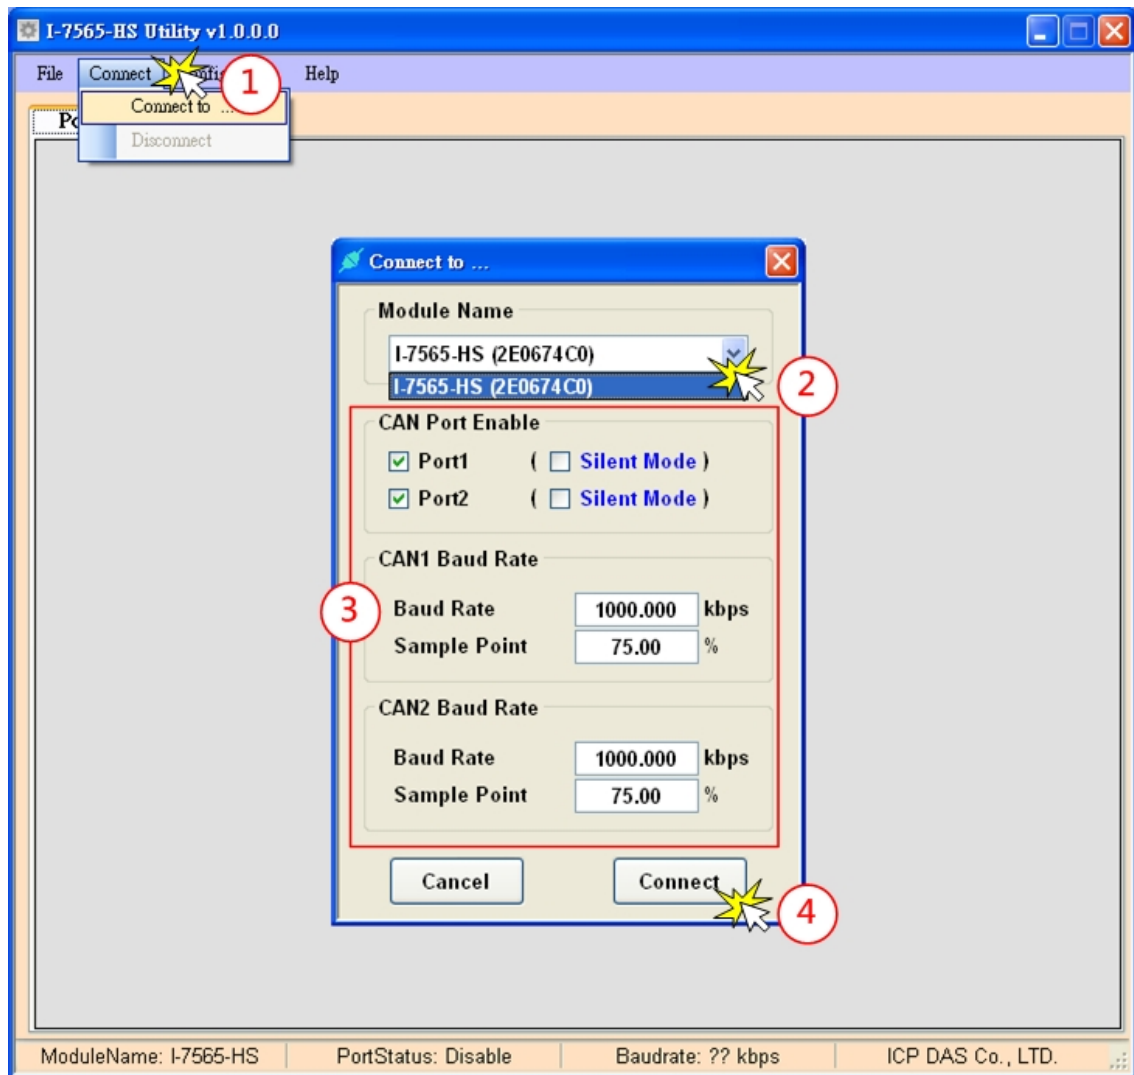 I-7565-HS Utility v1.0.0.0
File Connect Help
1
Connect to ...
Disconnect
Connect to ...
Module Name
I-7565-HS (2E0674C0)
I-7565-HS (2E0674C0)
2
CAN Port Enable
Port1 ( Silent Mode )
Port2 ( Silent Mode )
CAN1 Baud Rate
3
Baud Rate 1000.000 kbps
Sample Point 75.00 %
CAN2 Baud Rate
Baud Rate 1000.000 kbps
Sample Point 75.00 %
Cancel Connect
4
ModuleName: I-7565-HS PortStatus: Disable Baudrate: ?? kbps ICP DAS Co., LTD.